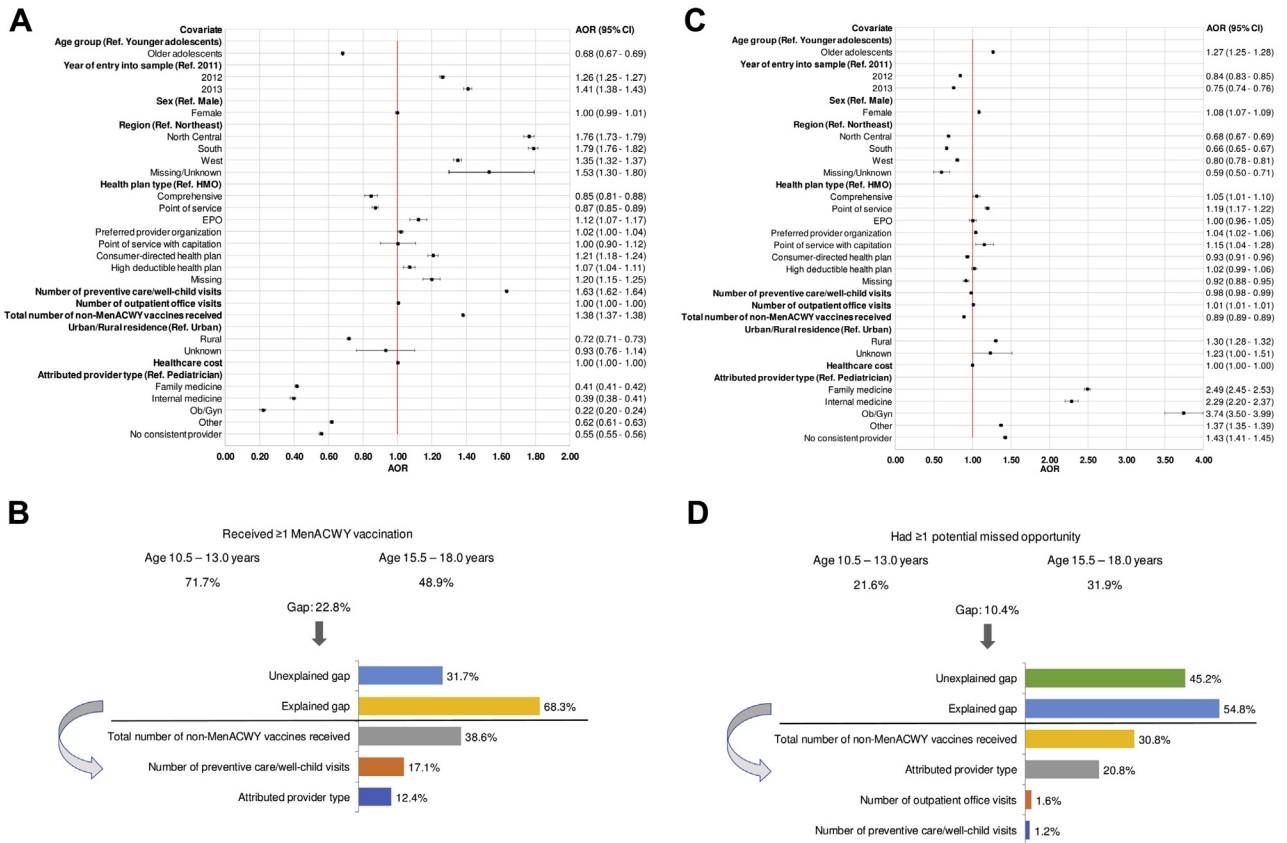 A
Covariate AOR (95% CI)
Age group (Ref. Younger adolescents)
Older adolescents 0.68 (0.67 - 0.69)
Year of entry into sample (Ref. 2011)
2012 1.26 (1.25 - 1.27)
2013 1.41 (1.38 - 1.43)
Sex (Ref. Male)
Female 1.00 (0.99 - 1.01)
Region (Ref. Northeast)
North Central 1.76 (1.73 - 1.79)
South 1.79 (1.76 - 1.82)
West 1.35 (1.32 - 1.37)
Missing/Unknown 1.53 (1.30 - 1.80)
Health plan type (Ref. HMO)
Comprehensive 0.85 (0.81 - 0.88)
Point of service 0.87 (0.85 - 0.89)
EPO 1.12 (1.07 - 1.17)
Preferred provider organization 1.02 (1.00 - 1.04)
Point of service with capitation 1.00 (0.90 - 1.12)
Consumer-directed health plan 1.21 (1.18 - 1.24)
High deductible health plan 1.07 (1.04 - 1.11)
Missing 1.20 (1.15 - 1.25)
Number of preventive care/well-child visits 1.63 (1.62 - 1.64)
Number of outpatient office visits 1.00 (1.00 - 1.00)
Total number of non-MenACWY vaccines received 1.38 (1.37 - 1.38)
Urban/Rural residence (Ref. Urban)
Rural 0.72 (0.71 - 0.73)
Unknown 0.93 (0.76 - 1.14)
Healthcare cost 1.00 (1.00 - 1.00)
Attributed provider type (Ref. Pediatrician)
Family medicine 0.41 (0.41 - 0.42)
Internal medicine 0.39 (0.38 - 0.41)
Ob/Gyn 0.22 (0.20 - 0.24)
Other 0.62 (0.61 - 0.63)
No consistent provider 0.55 (0.55 - 0.56)
0.00 0.20 0.40 0.60 0.80 1.00 1.20 1.40 1.60 1.80 2.00
AOR
B
Received ≥1 MenACWY vaccination
Age 10.5 – 13.0 years Age 15.5 – 18.0 years
71.7% 48.9%
Gap: 22.8%
Unexplained gap 31.7%
Explained gap 68.3%
Total number of non-MenACWY vaccines received 38.6%
Number of preventive care/well-child visits 17.1%
Attributed provider type 12.4%
C
Covariate AOR (95% CI)
Age group (Ref. Younger adolescents)
Older adolescents 1.27 (1.25 - 1.28)
Year of entry into sample (Ref. 2011)
2012 0.84 (0.83 - 0.85)
2013 0.75 (0.74 - 0.76)
Sex (Ref. Male)
Female 1.08 (1.07 - 1.09)
Region (Ref. Northeast)
North Central 0.68 (0.67 - 0.69)
South 0.66 (0.65 - 0.67)
West 0.80 (0.78 - 0.81)
Missing/Unknown 0.59 (0.50 - 0.71)
Health plan type (Ref. HMO)
Comprehensive 1.05 (1.01 - 1.10)
Point of service 1.19 (1.17 - 1.22)
EPO 1.00 (0.96 - 1.05)
Preferred provider organization 1.04 (1.02 - 1.06)
Point of service with capitation 1.15 (1.04 - 1.28)
Consumer-directed health plan 0.93 (0.91 - 0.96)
High deductible health plan 1.02 (0.99 - 1.06)
Missing 0.92 (0.88 - 0.95)
Number of preventive care/well-child visits 0.98 (0.98 - 0.99)
Number of outpatient office visits 1.01 (1.01 - 1.01)
Total number of non-MenACWY vaccines received 0.89 (0.89 - 0.89)
Urban/Rural residence (Ref. Urban)
Rural 1.30 (1.28 - 1.32)
Unknown 1.23 (1.00 - 1.51)
Healthcare cost 1.00 (1.00 - 1.00)
Attributed provider type (Ref. Pediatrician)
Family medicine 2.49 (2.45 - 2.53)
Internal medicine 2.29 (2.20 - 2.37)
Ob/Gyn 3.74 (3.50 - 3.99)
Other 1.37 (1.35 - 1.39)
No consistent provider 1.43 (1.41 - 1.45)
0.00 0.50 1.00 1.50 2.00 2.50 3.00 3.50 4.00
AOR
D
Had ≥1 potential missed opportunity
Age 10.5 – 13.0 years Age 15.5 – 18.0 years
21.6% 31.9%
Gap: 10.4%
Unexplained gap 45.2%
Explained gap 54.8%
Total number of non-MenACWY vaccines received 30.8%
Attributed provider type 20.8%
Number of outpatient office visits 1.6%
Number of preventive care/well-child visits 1.2%